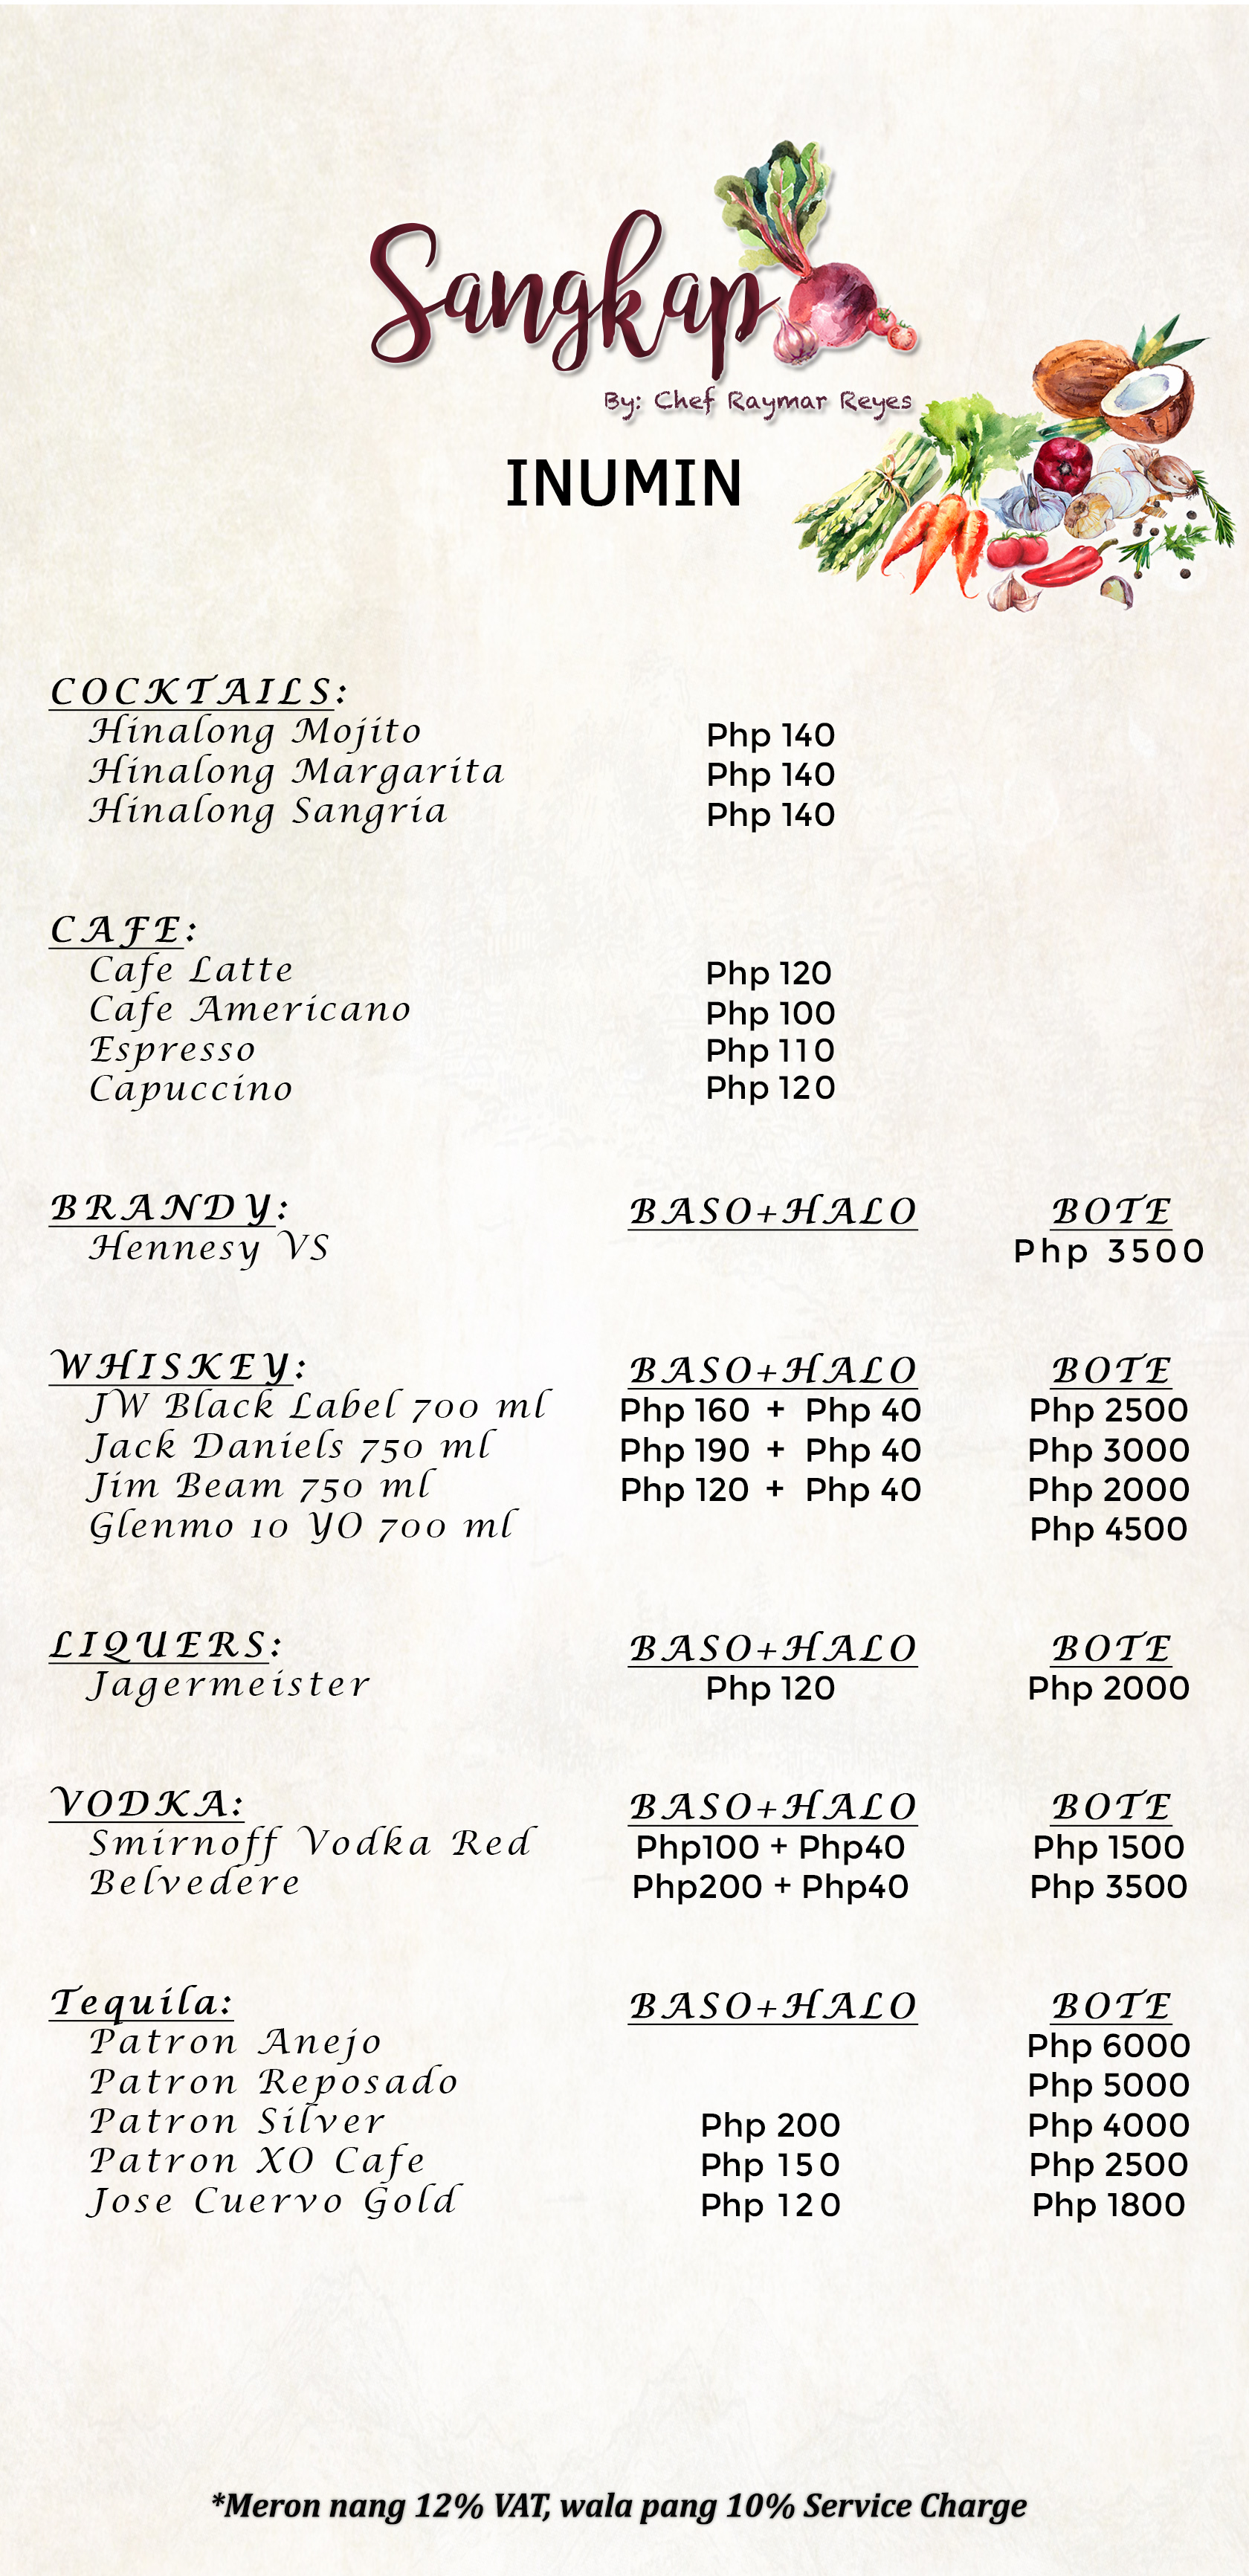 Sangkap
By: Chef Raymar Reyes
INUMIN
COCKTAILS:
Hinalong Mojito Php 140
Hinalong Margarita Php 140
Hinalong Sangria Php 140
CAFE:
Cafe Latte Php 120
Cafe Americano Php 100
Espresso Php 110
Capuccino Php 120
BRANDY: BASO+HALO BOTE
Hennesy VS Php 3500
WHISKEY: BASO+HALO BOTE
JW Black Label 700 ml Php 160 + Php 40 Php 2500
Jack Daniels 750 ml Php 190 + Php 40 Php 3000
Jim Beam 750 ml Php 120 + Php 40 Php 2000
Glenmo 10 YO 700 ml Php 4500
LIQUERS: BASO+HALO BOTE
Jagermeister Php 120 Php 2000
VODKA: BASO+HALO BOTE
Smirnoff Vodka Red Php100 + Php40 Php 1500
Belvedere Php200 + Php40 Php 3500
Tequila: BASO+HALO BOTE
Patron Anejo Php 6000
Patron Reposado Php 5000
Patron Silver Php 200 Php 4000
Patron XO Cafe Php 150 Php 2500
Jose Cuervo Gold Php 120 Php 1800
*Meron nang 12% VAT, wala pang 10% Service Charge